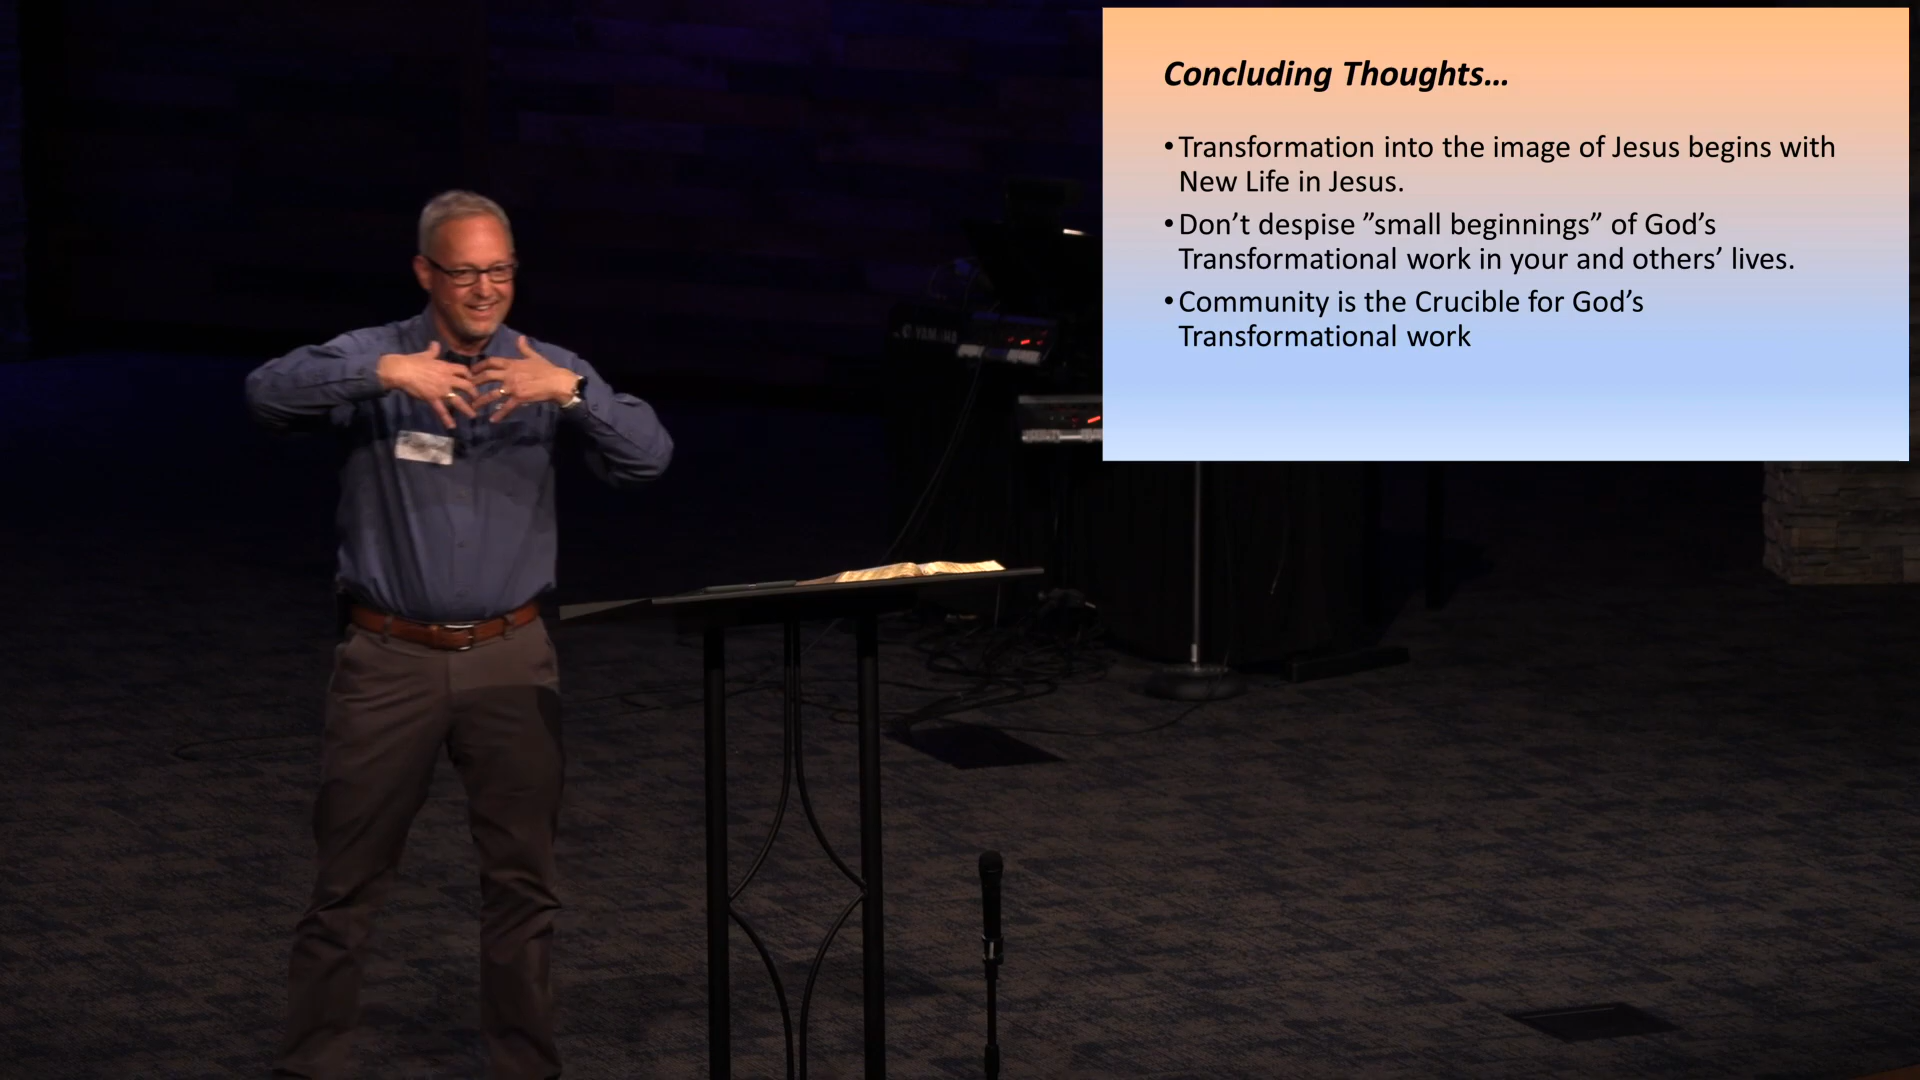 Concluding Thoughts...
•Transformation into the image of Jesus begins with
New Life in Jesus.
•Don’t despise ”small beginnings” of God’s
Transformational work in your and others’ lives.
•Community is the Crucible for God’s
Transformational work
YAMAHA